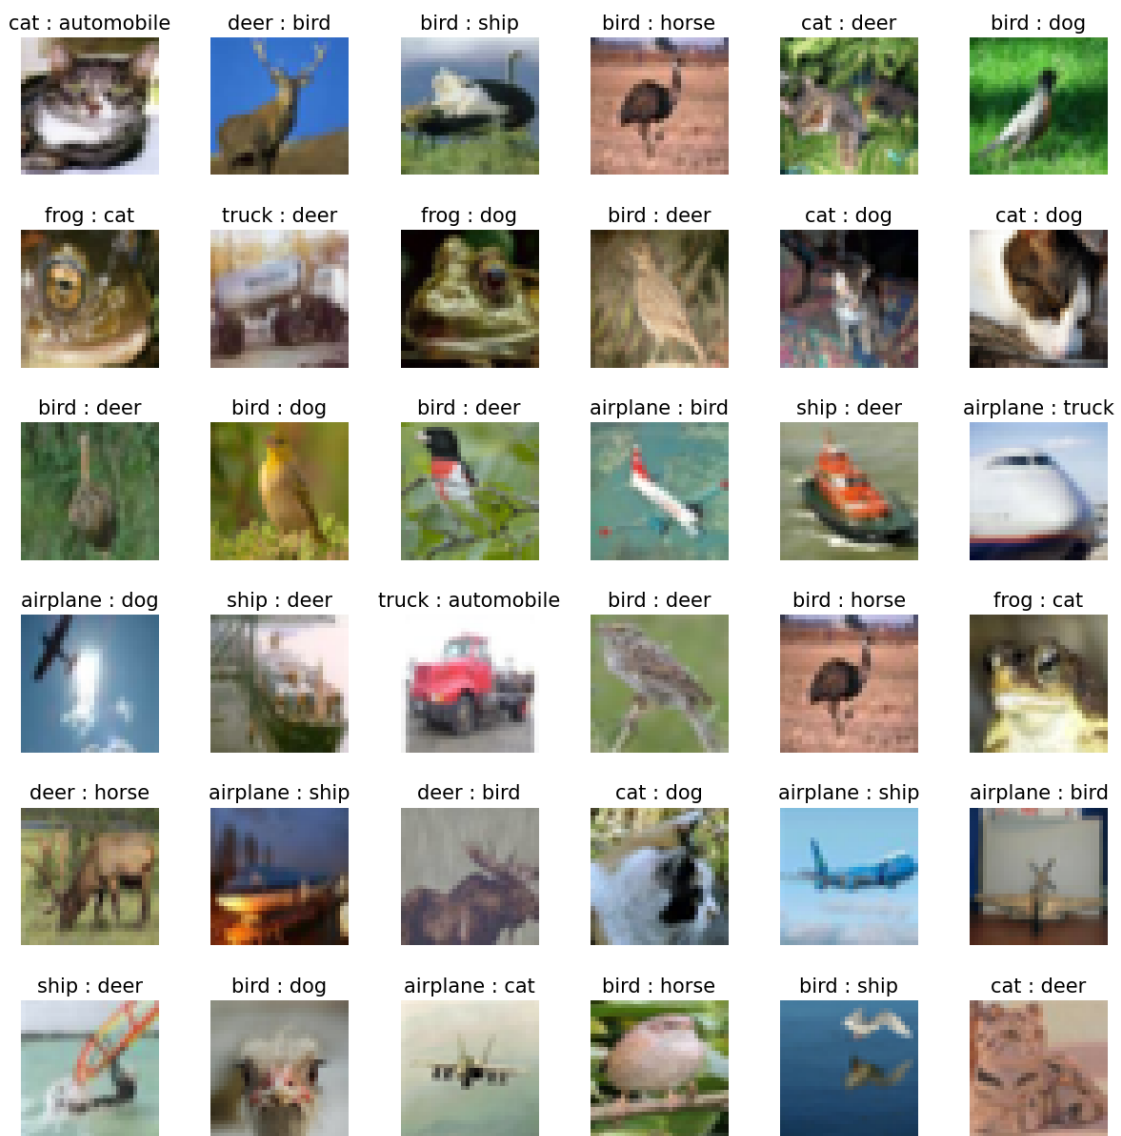 cat : automobile
deer : bird
bird : ship
bird : horse
cat : deer
bird : dog
frog : cat
truck : deer
frog : dog
bird : deer
cat : dog
cat : dog
bird : deer
bird : dog
bird : deer
airplane : bird
ship : deer
airplane : truck
airplane : dog
ship : deer
truck : automobile
bird : deer
bird : horse
frog : cat
deer : horse
airplane : ship
deer : bird
cat : dog
airplane : ship
airplane : bird
ship : deer
bird : dog
airplane : cat
bird : horse
bird : ship
cat : deer